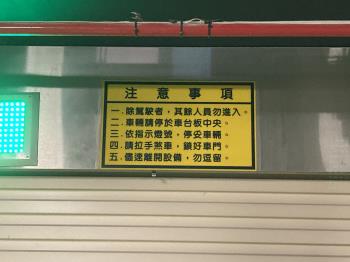 注意事項
一．除駕駛者，其餘人員勿進入。
二．車輛請停於車台板中央。
三．依指示燈號，停妥車輛。
四．請拉手煞車，鎖好車門。
五．儘速離開設備，勿逗留。